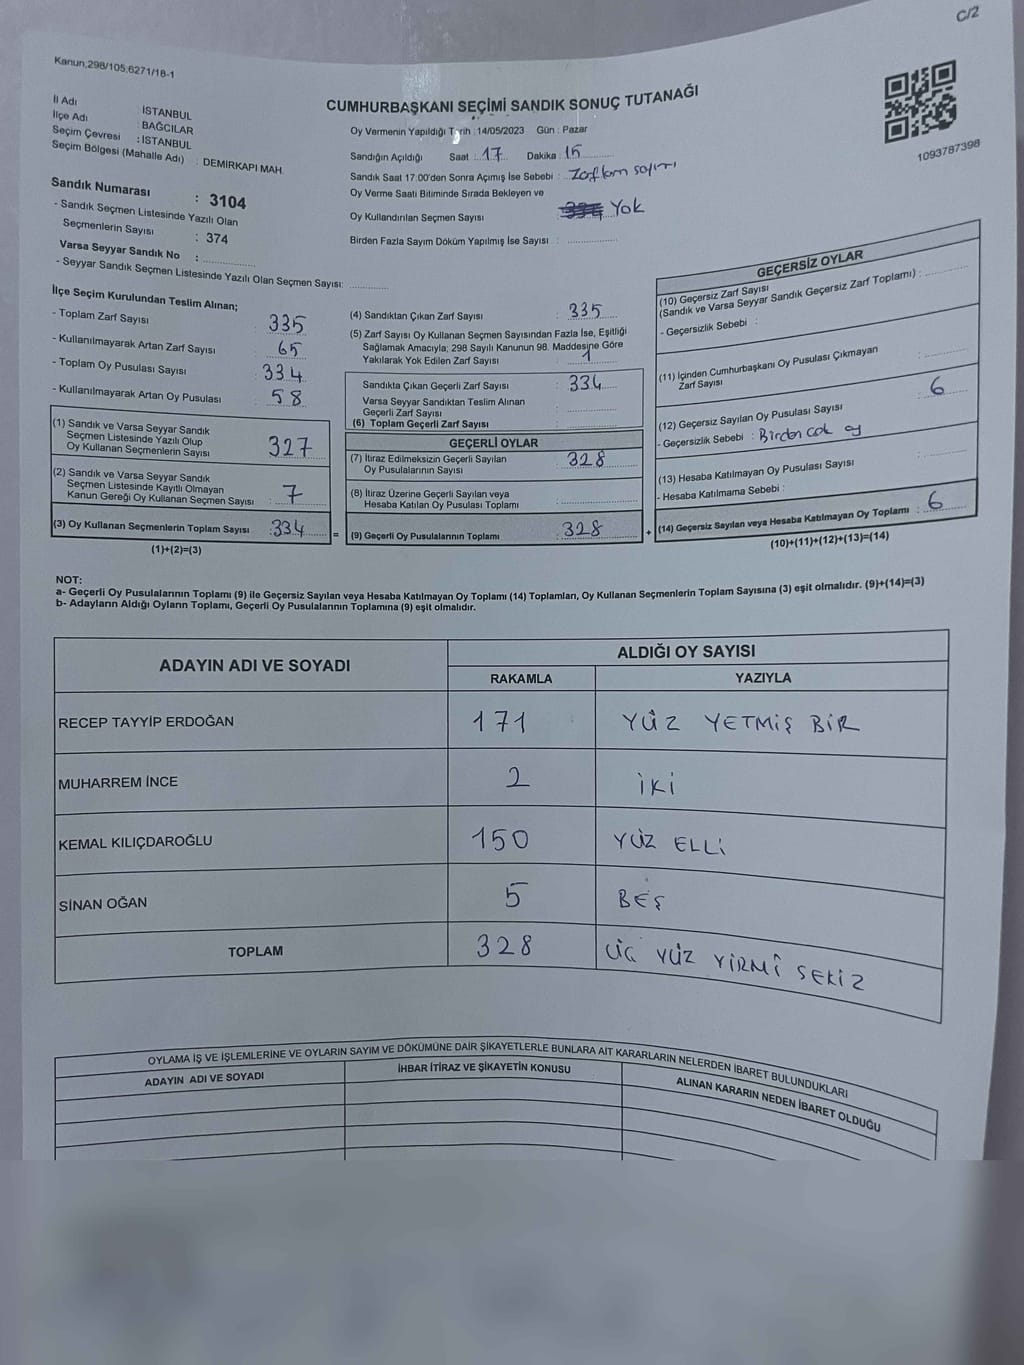 C/2
Kanun,298/105,6271/18-1
CUMHURBAŞKANI SEÇİMİ SANDIK SONUÇ TUTANAĞI
1093787398
İl Adı : İSTANBUL
İlçe Adı : BAĞCILAR
Seçim Çevresi : İSTANBUL
Seçim Bölgesi (Mahalle Adı) : DEMİRKAPI MAH.
Sandık Numarası : 3104
- Sandık Seçmen Listesinde Yazılı Olan
Seçmenlerin Sayısı : 374
Varsa Seyyar Sandık No :
- Seyyar Sandık Seçmen Listesinde Yazılı Olan Seçmen Sayısı:
Oy Vermenin Yapıldığı Tarih :14/05/2023 Gün : Pazar
Sandığın Açıldığı Saat : 17 Dakika : 15
Sandık Saat 17:00'den Sonra Açımış İse Sebebi : Zarfların sayımı
Oy Verme Saati Bitiminde Sırada Bekleyen ve
Oy Kullandırılan Seçmen Sayısı : Yok
Birden Fazla Sayım Döküm Yapılmış İse Sayısı :
İlçe Seçim Kurulundan Teslim Alınan;
- Toplam Zarf Sayısı : 335
- Kullanılmayarak Artan Zarf Sayısı : 65
- Toplam Oy Pusulası Sayısı : 334
- Kullanılmayarak Artan Oy Pusulası : 58
(1) Sandık ve Varsa Seyyar Sandık
Seçmen Listesinde Yazılı Olup
Oy Kullanan Seçmenlerin Sayısı : 327
(2) Sandık ve Varsa Seyyar Sandık
Seçmen Listesinde Kayıtlı Olmayan
Kanun Gereği Oy Kullanan Seçmen Sayısı : 7
(3) Oy Kullanan Seçmenlerin Toplam Sayısı : 334
(1)+(2)=(3)
=
(4) Sandıktan Çıkan Zarf Sayısı : 335
(5) Zarf Sayısı Oy Kullanan Seçmen Sayısından Fazla İse, Eşitliği
Sağlamak Amacıyla; 298 Sayılı Kanunun 98. Maddesine Göre
Yakılarak Yok Edilen Zarf Sayısı : 1
Sandıkta Çıkan Geçerli Zarf Sayısı : 334
Varsa Seyyar Sandıktan Teslim Alınan
Geçerli Zarf Sayısı :
(6) Toplam Geçerli Zarf Sayısı :
GEÇERLİ OYLAR
(7) İtiraz Edilmeksizin Geçerli Sayılan
Oy Pusulalarının Sayısı : 328
(8) İtiraz Üzerine Geçerli Sayılan veya
Hesaba Katılan Oy Pusulası Toplamı :
(9) Geçerli Oy Pusulalarının Toplamı : 328
+
GEÇERSİZ OYLAR
(10) Geçersiz Zarf Sayısı
(Sandık ve Varsa Seyyar Sandık Geçersiz Zarf Toplamı) :
- Geçersizlik Sebebi :
(11) İçinden Cumhurbaşkanı Oy Pusulası Çıkmayan
Zarf Sayısı :
(12) Geçersiz Sayılan Oy Pusulası Sayısı : 6
- Geçersizlik Sebebi : Birden çok oy
(13) Hesaba Katılmayan Oy Pusulası Sayısı :
- Hesaba Katılmama Sebebi :
(14) Geçersiz Sayılan veya Hesaba Katılmayan Oy Toplamı : 6
(10)+(11)+(12)+(13)=(14)
NOT:
a- Geçerli Oy Pusulalarının Toplamı (9) ile Geçersiz Sayılan veya Hesaba Katılmayan Oy Toplamı (14) Toplamları, Oy Kullanan Seçmenlerin Toplam Sayısına (3) eşit olmalıdır. (9)+(14)=(3)
b- Adayların Aldığı Oyların Toplamı, Geçerli Oy Pusulalarının Toplamına (9) eşit olmalıdır.
ADAYIN ADI VE SOYADI
ALDIĞI OY SAYISI
RAKAMLA YAZIYLA
RECEP TAYYİP ERDOĞAN 171 YÜZ YETMİŞ BİR
MUHARREM İNCE 2 İKİ
KEMAL KILIÇDAROĞLU 150 YÜZ ELLİ
SİNAN OĞAN 5 BEŞ
TOPLAM 328 ÜÇ YÜZ YİRMİ SEKİZ
OYLAMA İŞ VE İŞLEMLERİNE VE OYLARIN SAYIM VE DÖKÜMÜNE DAİR ŞİKAYETLERLE BUNLARA AİT KARARLARIN NELERDEN İBARET BULUNDUKLARI
ADAYIN ADI VE SOYADI
İHBAR İTİRAZ VE ŞİKAYETİN KONUSU
ALINAN KARARIN NEDEN İBARET OLDUĞU